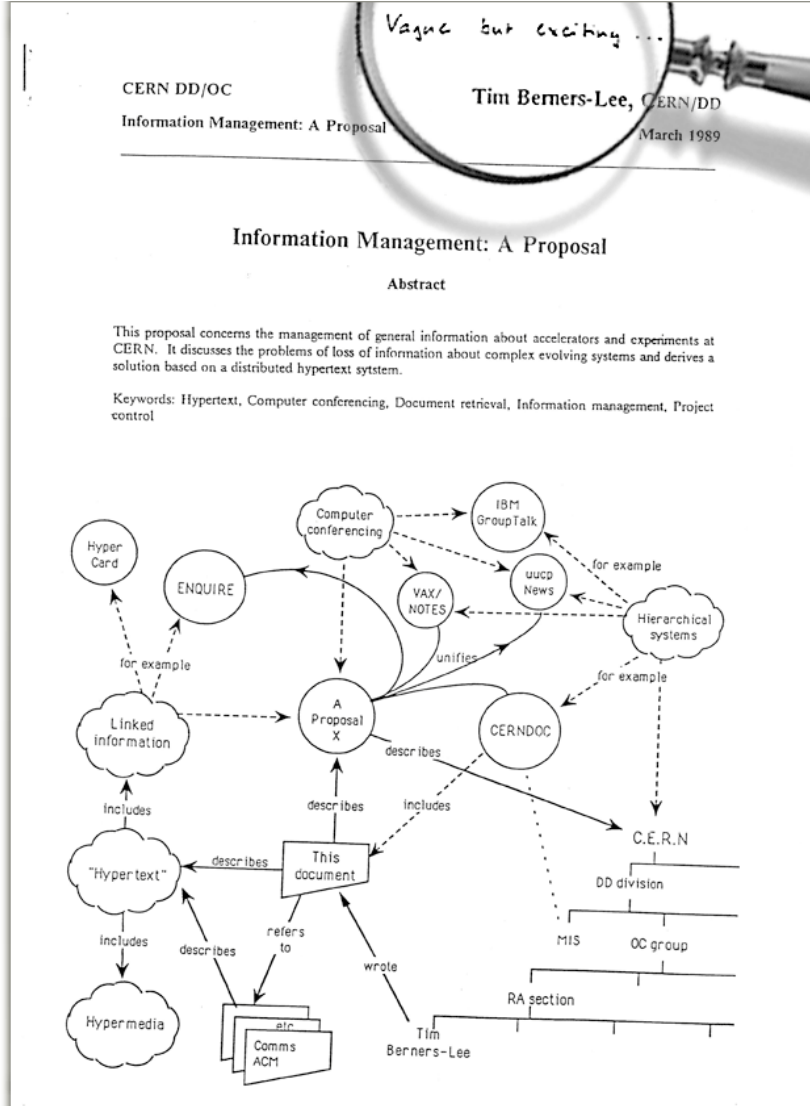 Vague but exciting ...
CERN DD/OC
Tim Berners-Lee, CERN/DD
Information Management: A Proposal
March 1989
Information Management: A Proposal
Abstract
This proposal concerns the management of general information about accelerators and experiments at
CERN. It discusses the problems of loss of information about complex evolving systems and derives a
solution based on a distributed hypertext sytstem.
Keywords: Hypertext, Computer conferencing, Document retrieval, Information management, Project
control
Computer
conferencing
IBM
GroupTalk
Hyper
Card
ENQUIRE
VAX/
NOTES
uucp
News
for example
Hierarchical
systems
unifies
for example
for example
Linked
information
A
Proposal
X
CERNDOC
describes
includes
describes
includes
C.E.R.N
"Hypertext"
describes
This
document
DD division
includes
describes
refers
to
wrote
MIS
OC group
RA section
Hypermedia
etc
Comms
ACM
Tim
Berners-Lee